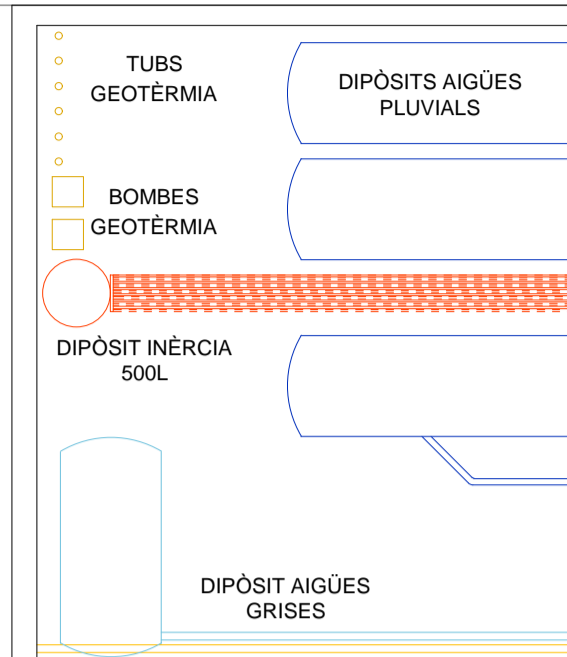 TUBS
GEOTÈRMIA
DIPÒSITS AIGÜES
PLUVIALS
BOMBES
GEOTÈRMIA
DIPÒSIT INÈRCIA
500L
DIPÒSIT AIGÜES
GRISES